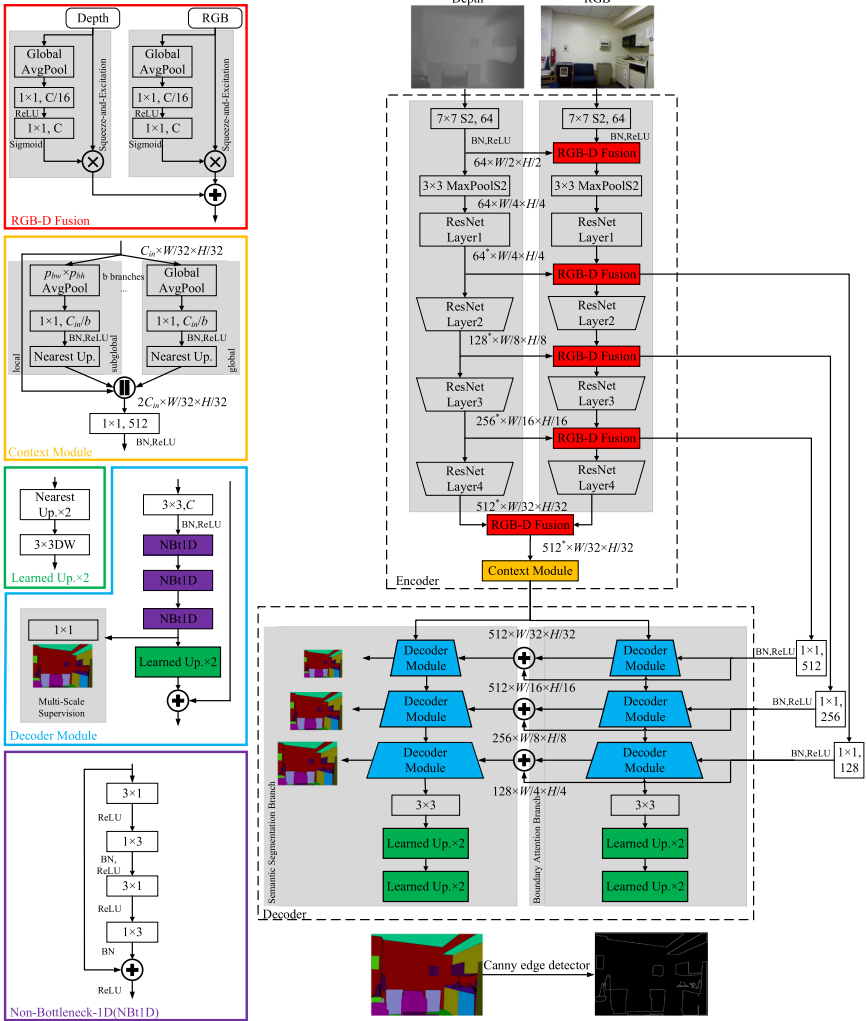 Depth
RGB
Global
AvgPool
1×1, C/16
ReLU
1×1, C
Sigmoid
Squeeze-and-Excitation
Global
AvgPool
1×1, C/16
ReLU
1×1, C
Sigmoid
Squeeze-and-Excitation
RGB-D Fusion
C_in×W/32×H/32
p_bw×p_bh
AvgPool
b branches
...
Global
AvgPool
1×1, C_in/b
BN,ReLU
Nearest Up.
1×1, C_in/b
BN,ReLU
Nearest Up.
local
subglobal
global
2C_in×W/32×H/32
1×1, 512
BN,ReLU
Context Module
Nearest
Up.×2
3×3DW
Learned Up.×2
3×3,C
BN,ReLU
NBt1D
NBt1D
NBt1D
1×1
Learned Up.×2
Multi-Scale
Supervision
Decoder Module
3×1
ReLU
1×3
BN,
ReLU
3×1
ReLU
1×3
BN
ReLU
Non-Bottleneck-1D(NBt1D)
Depth
RGB
7×7 S2, 64
7×7 S2, 64
BN,ReLU
BN,ReLU
RGB-D Fusion
64×W/2×H/2
3×3 MaxPoolS2
3×3 MaxPoolS2
64×W/4×H/4
ResNet
Layer1
ResNet
Layer1
64*×W/4×H/4
RGB-D Fusion
ResNet
Layer2
ResNet
Layer2
128*×W/8×H/8
RGB-D Fusion
ResNet
Layer3
ResNet
Layer3
256*×W/16×H/16
RGB-D Fusion
ResNet
Layer4
ResNet
Layer4
512*×W/32×H/32
RGB-D Fusion
512*×W/32×H/32
Context Module
Encoder
512×W/32×H/32
Decoder
Module
Decoder
Module
BN,ReLU
1×1,
512
512×W/16×H/16
Decoder
Module
Decoder
Module
BN,ReLU
1×1,
256
256×W/8×H/8
Decoder
Module
Decoder
Module
BN,ReLU
1×1,
128
128×W/4×H/4
3×3
3×3
Learned Up.×2
Learned Up.×2
Learned Up.×2
Learned Up.×2
Semantic Segmentation Branch
Boundary Attention Branch
Decoder
Canny edge detector